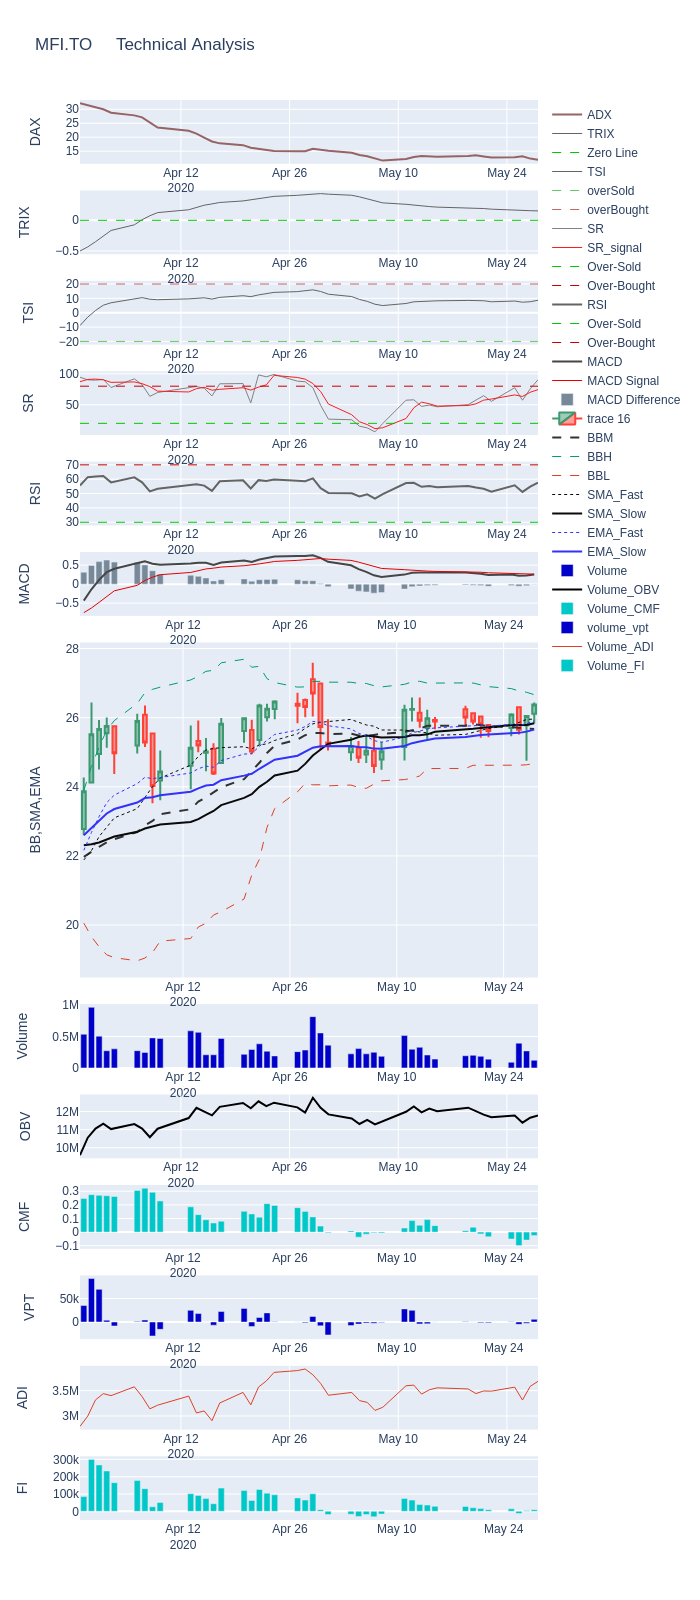 MFI.TO Technical Analysis
DAX
30
25
20
15
Apr 12 Apr 26 May 10 May 24
2020
TRIX
0
−0.5
Apr 12 Apr 26 May 10 May 24
2020
TSI
20
10
0
−10
−20
Apr 12 Apr 26 May 10 May 24
2020
SR
100
50
Apr 12 Apr 26 May 10 May 24
2020
RSI
70
60
50
40
30
Apr 12 Apr 26 May 10 May 24
2020
MACD
0.5
0
−0.5
Apr 12 Apr 26 May 10 May 24
2020
BB,SMA,EMA
28
26
24
22
20
Apr 12 Apr 26 May 10 May 24
2020
Volume
1M
0.5M
0
Apr 12 Apr 26 May 10 May 24
2020
OBV
12M
11M
10M
Apr 12 Apr 26 May 10 May 24
2020
CMF
0.3
0.2
0.1
0
−0.1
Apr 12 Apr 26 May 10 May 24
2020
VPT
50k
0
Apr 12 Apr 26 May 10 May 24
2020
ADI
3.5M
3M
Apr 12 Apr 26 May 10 May 24
2020
FI
300k
200k
100k
0
Apr 12 Apr 26 May 10 May 24
2020
ADX
TRIX
Zero Line
TSI
overSold
overBought
SR
SR_signal
Over-Sold
Over-Bought
RSI
Over-Sold
Over-Bought
MACD
MACD Signal
MACD Difference
trace 16
BBM
BBH
BBL
SMA_Fast
SMA_Slow
EMA_Fast
EMA_Slow
Volume
Volume_OBV
Volume_CMF
volume_vpt
Volume_ADI
Volume_FI